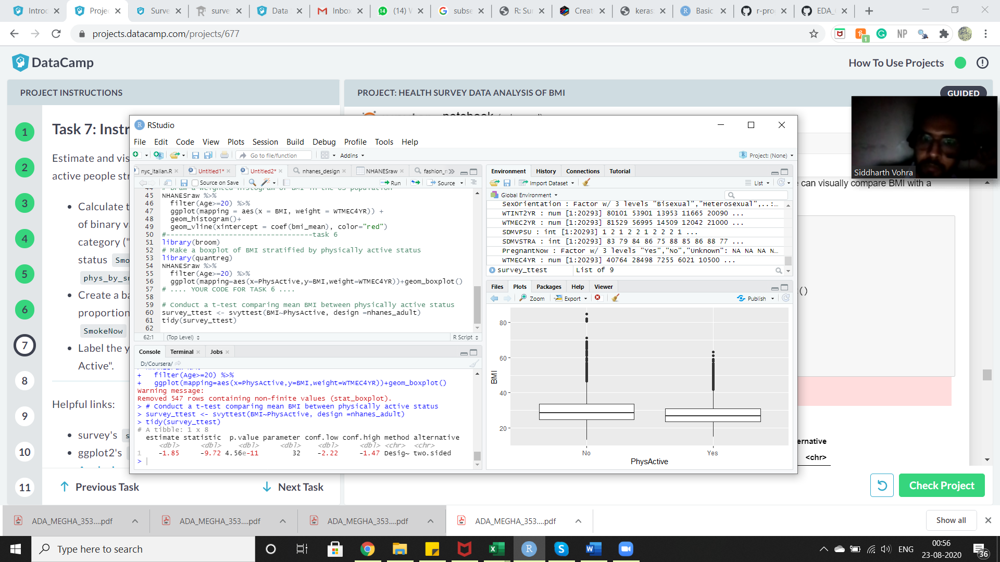 Introc
Projec
Surve
surve
Data
Inbox
(14) W
subse
R: Sur
Creat
keras
Basic
r-pro
EDA_
projects.datacamp.com/projects/677
NP
1
DataCamp
How To Use Projects
PROJECT INSTRUCTIONS
PROJECT: HEALTH SURVEY DATA ANALYSIS OF BMI
GUIDED
1
2
3
4
5
6
7
8
9
10
11
Task 7: Instr
Estimate and vis
active people str
Calculate t
of binary va
category ("
status Smo
phys_by_sm
Create a ba
proportion
SmokeNow
Label the y
Active".
Helpful links:
survey's s
ggplot2's
Previous Task
Next Task
RStudio
File Edit Code View Plots Session Build Debug Profile Tools Help
Go to file/function
Addins
Project: (None)
nyc_italian.R
Untitled1*
Untitled2*
nhanes_design
NHANESraw
fashion_r
Source on Save
Run
Source
45 NHANESraw %>%
46 filter(Age>=20) %>%
47 ggplot(mapping = aes(x = BMI, weight = WTMEC4YR)) +
48 geom_histogram()+
49 geom_vline(xintercept = coef(bmi_mean), color="red")
50 #-----------------------------------task 6
51 library(broom)
52 # Make a boxplot of BMI stratified by physically active status
53 library(quantreg)
54 NHANESraw %>%
55 filter(Age>=20) %>%
56 ggplot(mapping=aes(x=PhysActive,y=BMI,weight=WTMEC4YR))+geom_boxplot()
57 # .... YOUR CODE FOR TASK 6 ....
58
59 # Conduct a t-test comparing mean BMI between physically active status
60 survey_ttest <- svyttest(BMI~PhysActive, design =nhanes_adult)
61 tidy(survey_ttest)
62
62:1 (Top Level) R Script
Console Terminal Jobs
D:/Coursera/
+ filter(Age>=20) %>%
+ ggplot(mapping=aes(x=PhysActive,y=BMI,weight=WTMEC4YR))+geom_boxplot()
Warning message:
Removed 547 rows containing non-finite values (stat_boxplot).
> # Conduct a t-test comparing mean BMI between physically active status
> survey_ttest <- svyttest(BMI~PhysActive, design =nhanes_adult)
> tidy(survey_ttest)
# A tibble: 1 x 8
estimate statistic p.value parameter conf.low conf.high method alternative
<dbl> <dbl> <dbl> <dbl> <dbl> <dbl> <chr> <chr>
1 -1.85 -9.72 4.56e-11 32 -2.22 -1.47 Desig~ two.sided
>
Environment History Connections Tutorial
Import Dataset
List
Global Environment
SexOrientation : Factor w/ 3 levels "Bisexual","Heterosexual",..:...
WTINT2YR : num [1:20293] 80101 53901 13953 11665 20090 ...
WTMEC2YR : num [1:20293] 81529 56995 14509 12042 21000 ...
SDMVPSU : int [1:20293] 1 2 1 2 2 1 2 2 2 1 ...
SDMVSTRA : int [1:20293] 83 79 84 86 75 88 85 86 88 77 ...
PregnantNow : Factor w/ 3 levels "Yes","No","Unknown": NA NA NA N...
WTMEC4YR : num [1:20293] 40764 28498 7255 6021 10500 ...
survey_ttest List of 9
Files Plots Packages Help Viewer
Zoom
Export
Publish
80
60
40
20
BMI
No
Yes
PhysActive
Siddharth Vohra
can visually compare BMI with a
()
ernative
<chr>
Check Project
ADA_MEGHA_353....pdf
ADA_MEGHA_353....pdf
ADA_MEGHA_353....pdf
ADA_MEGHA_353....pdf
Show all
Type here to search
ENG
00:56
23-08-2020
36